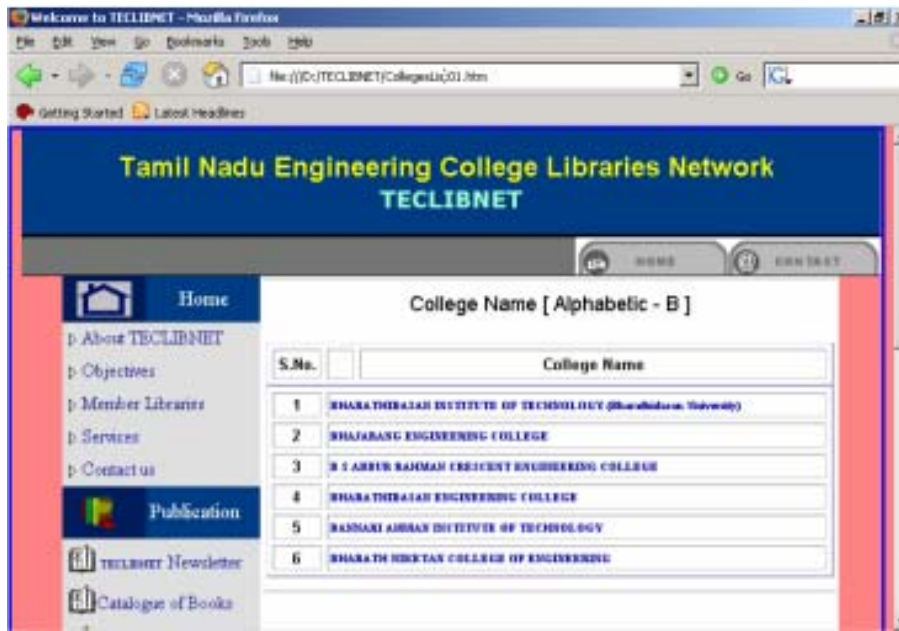 Welcome to TECLIBNET - Mozilla Firefox
File Edit View Go Bookmarks Tools Help
Go
Getting Started Latest Headlines
Tamil Nadu Engineering College Libraries Network
TECLIBNET
HOME CONTACT
Home
About TECLIBNET
Objectives
Member Libraries
Services
Contact us
Publication
TECLIBNET Newsletter
Catalogue of Books
College Name [ Alphabetic - B ]
S.No. College Name
1 BHARATHIDASAN INSTITUTE OF TECHNOLOGY (Bharathidasan University)
2 BHAJARANG ENGINEERING COLLEGE
3 B S ABDUR RAHMAN CRESCENT ENGINEERING COLLEGE
4 BHARATHIDASAN ENGINEERING COLLEGE
5 BANNARI AMMAN INSTITUTE OF TECHNOLOGY
6 BHARATH NIKETAN COLLEGE OF ENGINEERING